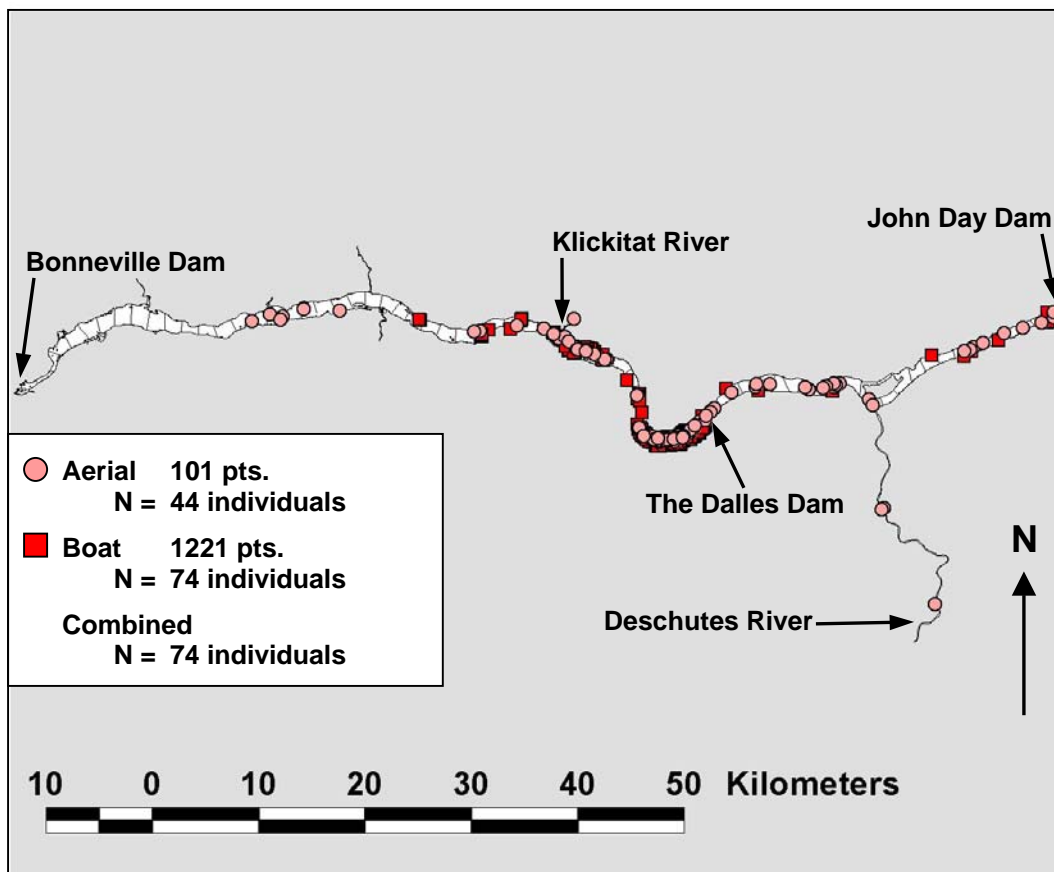 John Day Dam
Klickitat River
Bonneville Dam
Aerial 101 pts.
N = 44 individuals
The Dalles Dam
Boat 1221 pts.
N = 74 individuals
N
Combined
N = 74 individuals
Deschutes River
10 0 10 20 30 40 50 Kilometers